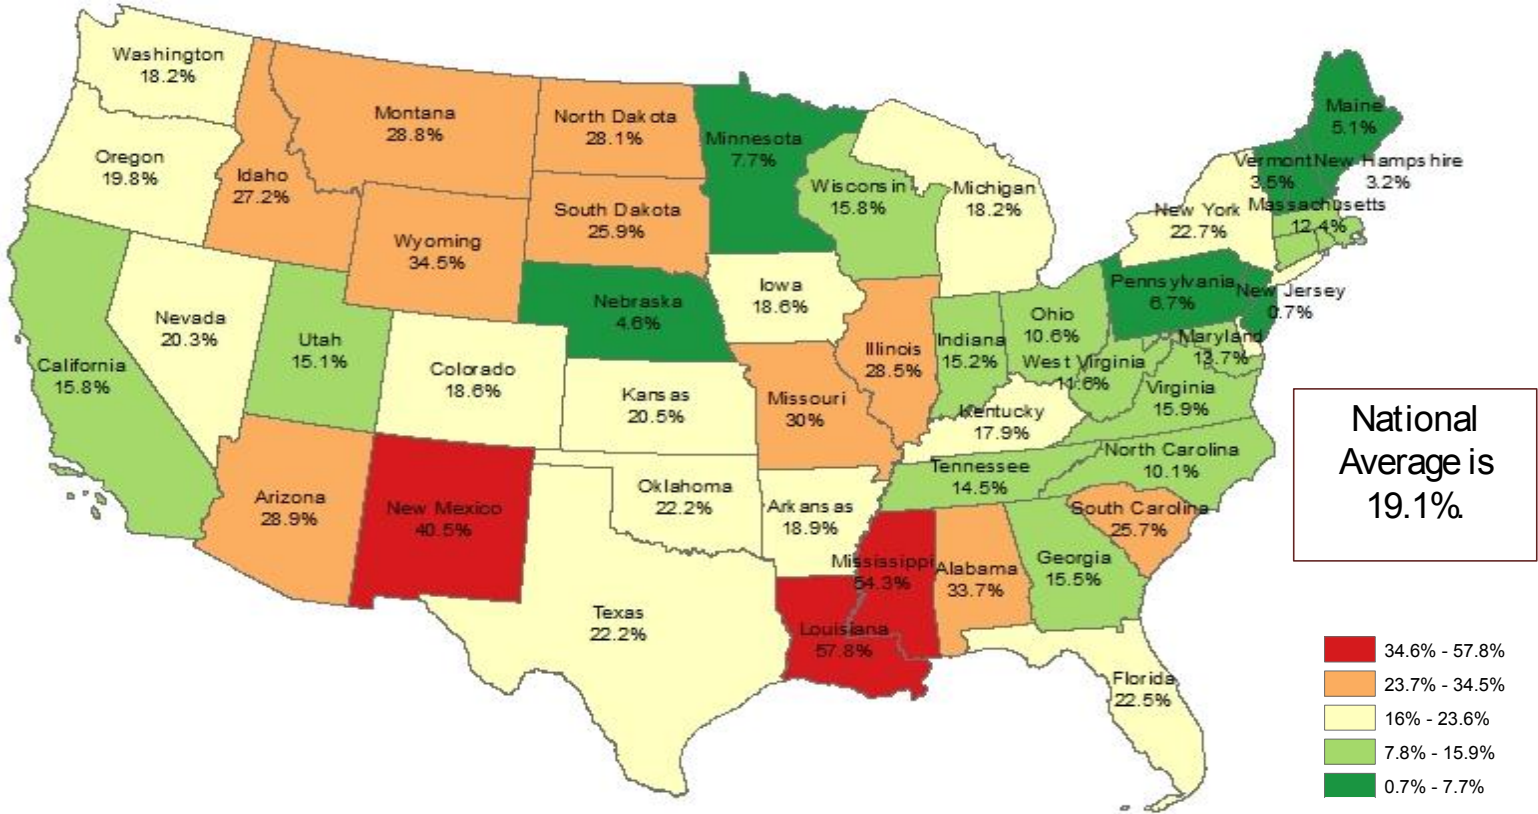 Washington
18.2%
Oregon
19.8%
California
15.8%
Nevada
20.3%
Idaho
27.2%
Montana
28.8%
Wyoming
34.5%
Utah
15.1%
Colorado
18.6%
Arizona
28.9%
New Mexico
40.5%
North Dakota
28.1%
South Dakota
25.9%
Nebraska
4.6%
Kansas
20.5%
Oklahoma
22.2%
Texas
22.2%
Minnesota
7.7%
Iowa
18.6%
Missouri
30%
Arkansas
18.9%
Louisiana
57.8%
Wisconsin
15.8%
Illinois
28.5%
Michigan
18.2%
Indiana
15.2%
Ohio
10.6%
Kentucky
17.9%
Tennessee
14.5%
Mississippi
54.3%
Alabama
33.7%
Georgia
15.5%
Florida
22.5%
South Carolina
25.7%
North Carolina
10.1%
Virginia
15.9%
West Virginia
11.6%
Maryland
13.7%
Pennsylvania
6.7%
New Jersey
0.7%
New York
22.7%
Massachusetts
12.4%
Vermont
3.5%
New Hampshire
3.2%
Maine
5.1%
National
Average is
19.1%.
34.6% - 57.8%
23.7% - 34.5%
16% - 23.6%
7.8% - 15.9%
0.7% - 7.7%